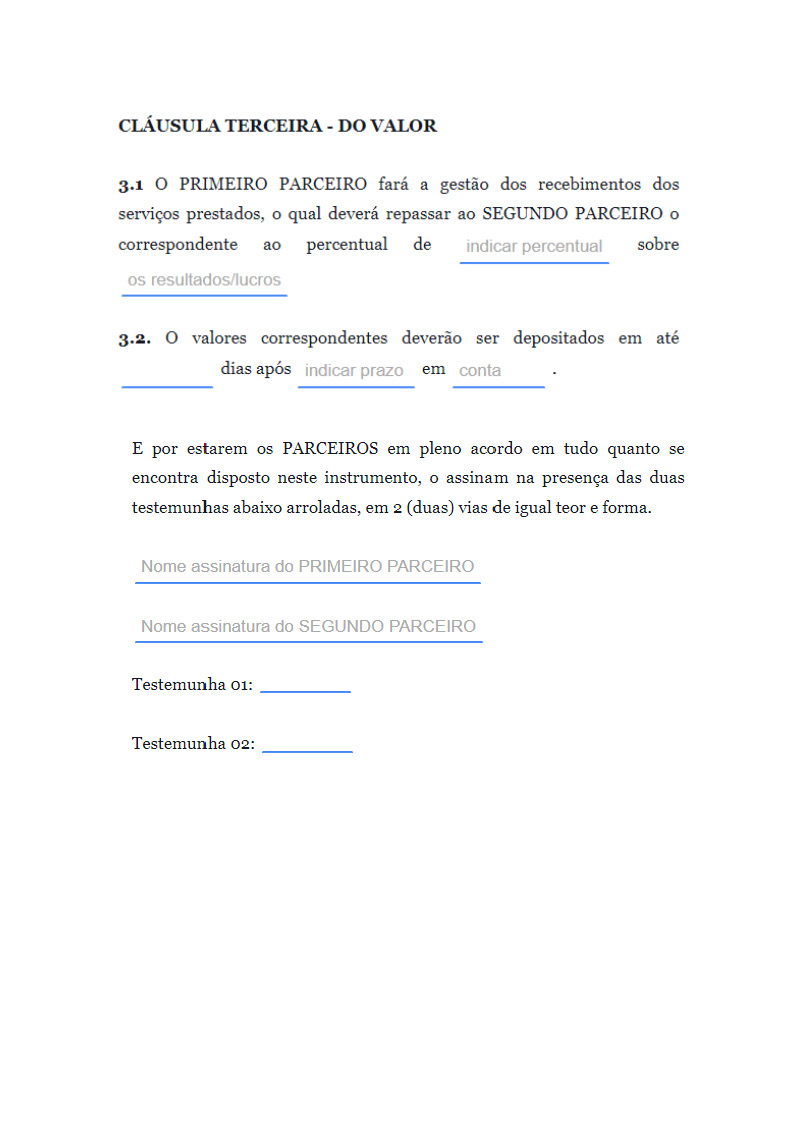 CLÁUSULA TERCEIRA - DO VALOR
3.1 O PRIMEIRO PARCEIRO fará a gestão dos recebimentos dos
serviços prestados, o qual deverá repassar ao SEGUNDO PARCEIRO o
correspondente ao percentual de indicar percentual sobre
os resultados/lucros
3.2. O valores correspondentes deverão ser depositados em até
dias após indicar prazo em conta .
E por estarem os PARCEIROS em pleno acordo em tudo quanto se
encontra disposto neste instrumento, o assinam na presença das duas
testemunhas abaixo arroladas, em 2 (duas) vias de igual teor e forma.
Nome assinatura do PRIMEIRO PARCEIRO
Nome assinatura do SEGUNDO PARCEIRO
Testemunha 01:
Testemunha 02: